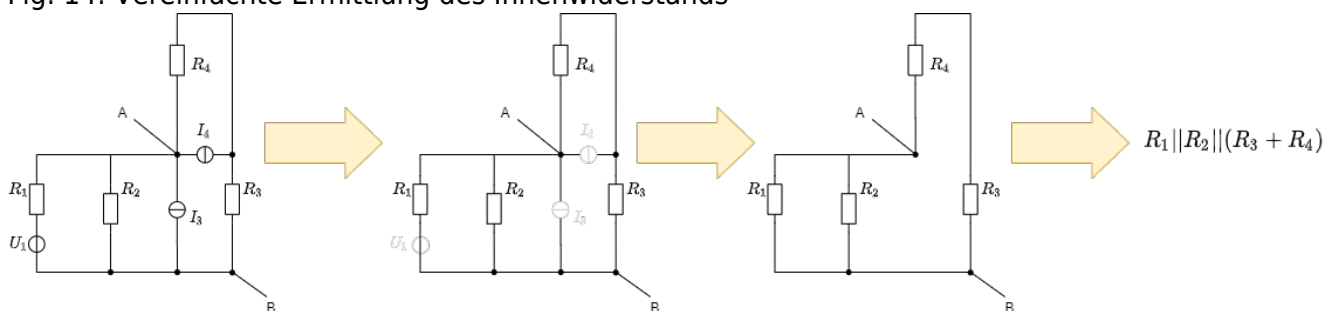 Fig. 14: Vereinfachte Ermittlung des Innenwiderstands
R₄
A
I₄
R₁
R₂
I₃
R₃
U₁
B
R₄
A
I₄
R₁
R₂
I₃
R₃
U₁
B
R₄
A
R₁
R₂
R₃
B
R₁||R₂||(R₃ + R₄)